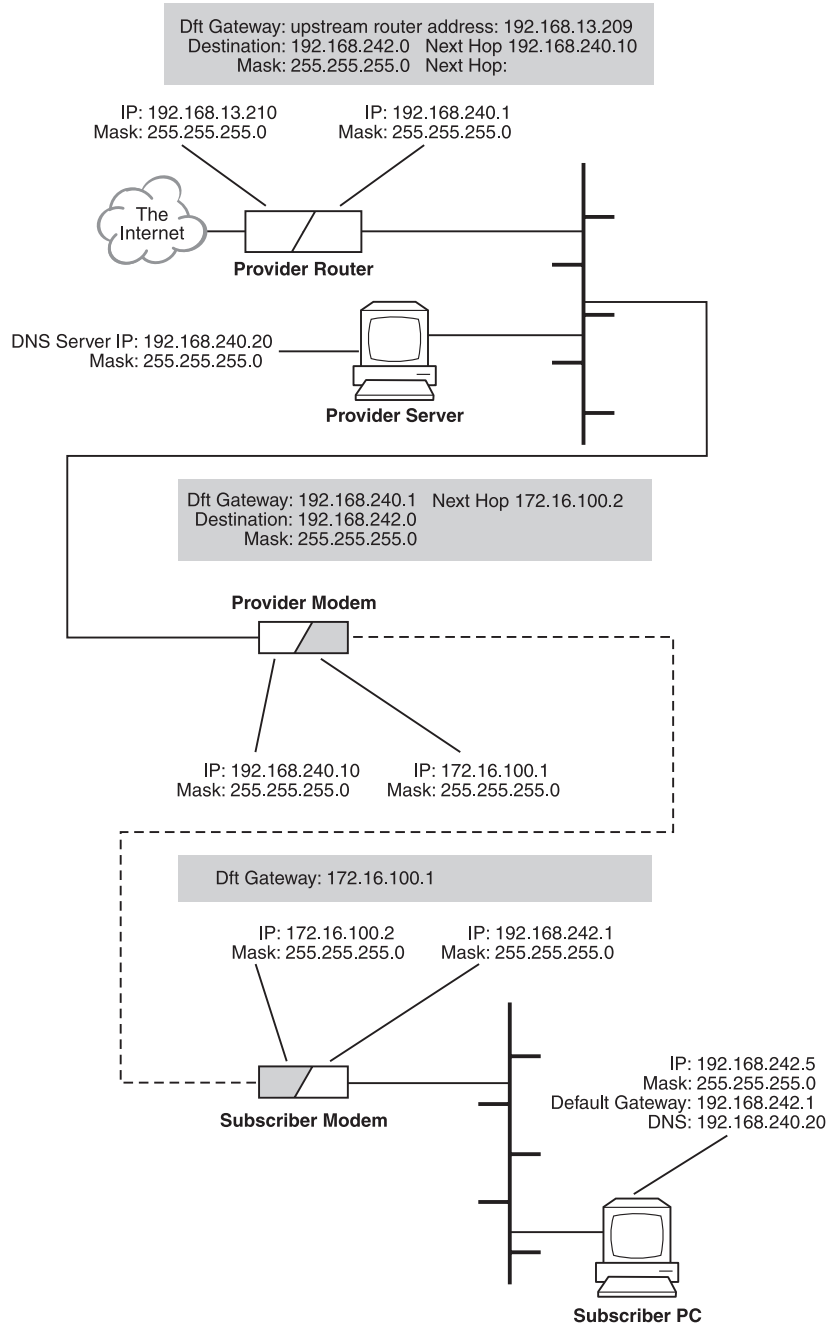 Dft Gateway: upstream router address: 192.168.13.209
Destination: 192.168.242.0 Next Hop 192.168.240.10
Mask: 255.255.255.0 Next Hop:
IP: 192.168.13.210
Mask: 255.255.255.0
IP: 192.168.240.1
Mask: 255.255.255.0
The
Internet
Provider Router
DNS Server IP: 192.168.240.20
Mask: 255.255.255.0
Provider Server
Dft Gateway: 192.168.240.1 Next Hop 172.16.100.2
Destination: 192.168.242.0
Mask: 255.255.255.0
Provider Modem
IP: 192.168.240.10
Mask: 255.255.255.0
IP: 172.16.100.1
Mask: 255.255.255.0
Dft Gateway: 172.16.100.1
IP: 172.16.100.2
Mask: 255.255.255.0
IP: 192.168.242.1
Mask: 255.255.255.0
Subscriber Modem
IP: 192.168.242.5
Mask: 255.255.255.0
Default Gateway: 192.168.242.1
DNS: 192.168.240.20
Subscriber PC